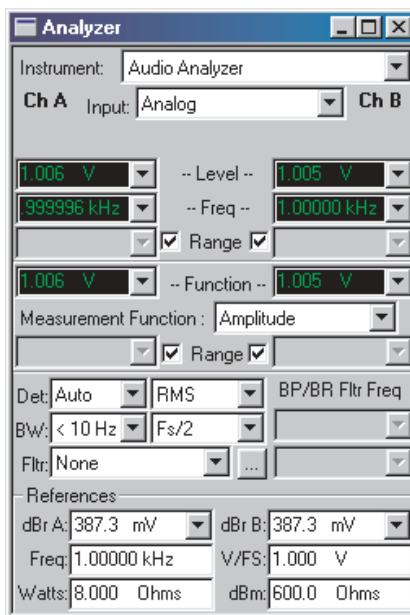 Analyzer
Instrument: Audio Analyzer
Ch A Input: Analog Ch B
1.006 V -- Level -- 1.005 V
.999996 kHz -- Freq -- 1.00000 kHz
Range
1.006 V -- Function -- 1.005 V
Measurement Function : Amplitude
Range
Det: Auto RMS BP/BR Fltr Freq
BW: < 10 Hz Fs/2
Fltr: None ...
References
dBr A: 387.3 mV dBr B: 387.3 mV
Freq: 1.00000 kHz V/FS: 1.000 V
Watts: 8.000 Ohms dBm: 600.0 Ohms